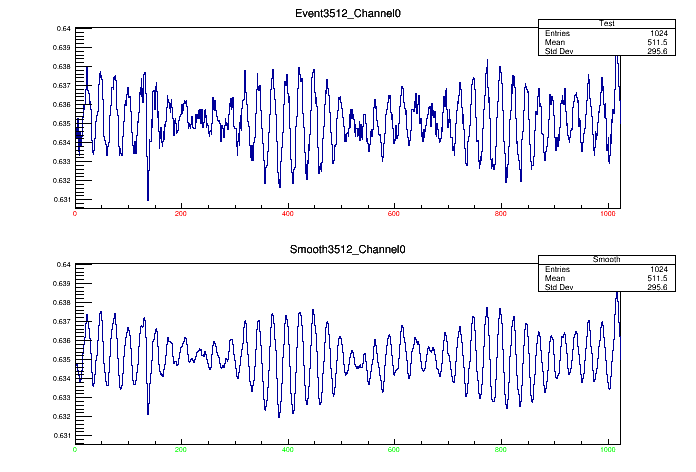 Event3512_Channel0
Test
Entries 1024
Mean 511.5
Std Dev 295.6
0.64
0.639
0.638
0.637
0.636
0.635
0.634
0.633
0.632
0.631
0 200 400 600 800 1000
Smooth3512_Channel0
Smooth
Entries 1024
Mean 511.5
Std Dev 295.6
0.64
0.639
0.638
0.637
0.636
0.635
0.634
0.633
0.632
0.631
0 200 400 600 800 1000